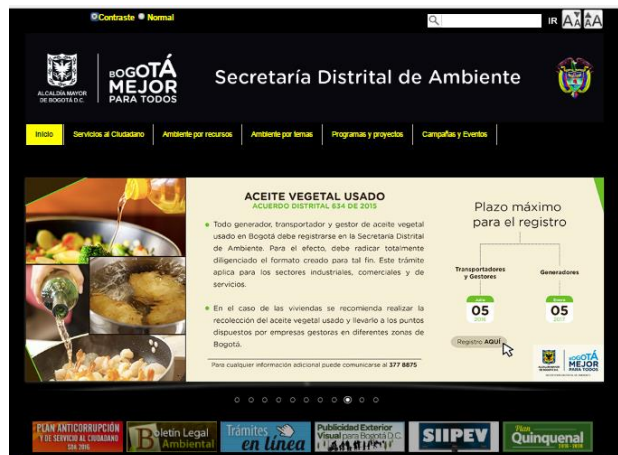 Contraste Normal
IR
ALCALDÍA MAYOR
DE BOGOTÁ D.C.
BOGOTÁ
MEJOR
PARA TODOS
Secretaría Distrital de Ambiente
Inicio Servicios al Ciudadano Ambiente por recursos Ambiente por temas Programas y proyectos Campañas y Eventos
ACEITE VEGETAL USADO
ACUERDO DISTRITAL 634 DE 2015
Todo generador, transportador y gestor de aceite vegetal
usado en Bogotá debe registrarse en la Secretaria Distrital
de Ambiente. Para el efecto, debe radicar totalmente
diligenciado el formato creado para tal fin. Este trámite
aplica para los sectores industriales, comerciales y de
servicios.
En el caso de las viviendas se recomienda realizar la
recolección del aceite vegetal usado y llevarlo a los puntos
dispuestos por empresas gestoras en diferentes zonas de
Bogotá.
Para cualquier información adicional puede comunicarse al 377 8875
Plazo máximo
para el registro
Transportadores
y Gestores
Generadores
05
2016
Enero
05
2017
Registro AQUÍ
BOGOTÁ
MEJOR
PARA TODOS
PLAN ANTICORRUPCIÓN
Y DE SERVICIO AL CIUDADANO
SDA 2016
Boletín Legal
Ambiental
Trámites
en línea
Publicidad Exterior
Visual para Bogotá D.C.
SIIPEV
Plan
Quinquenal